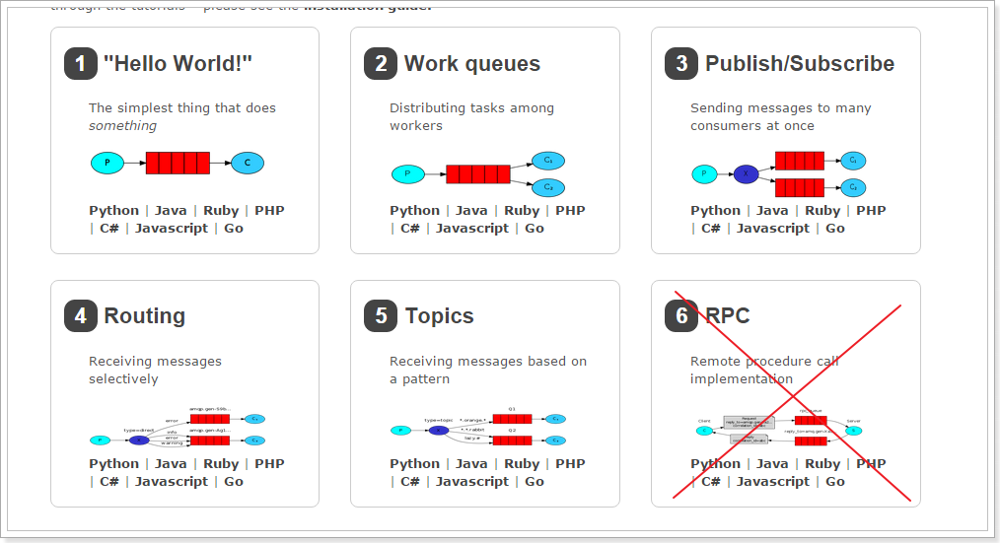 through the tutorials please see the installation guide.
1 "Hello World!"
The simplest thing that does
something
P
C
Python | Java | Ruby | PHP
| C# | Javascript | Go
2 Work queues
Distributing tasks among
workers
P
C₁
C₂
Python | Java | Ruby | PHP
| C# | Javascript | Go
3 Publish/Subscribe
Sending messages to many
consumers at once
P
X
C₁
C₂
Python | Java | Ruby | PHP
| C# | Javascript | Go
4 Routing
Receiving messages
selectively
type=direct
P
error
info
error
warning
amqp.gen-S9b...
amqp.gen-Ag1...
C₁
C₂
Python | Java | Ruby | PHP
| C# | Javascript | Go
5 Topics
Receiving messages based on
a pattern
type=topic
P
*.orange.*
*.*.rabbit
lazy.#
Q1
Q2
C₁
C₂
Python | Java | Ruby | PHP
| C# | Javascript | Go
6 RPC
Remote procedure call
implementation
Client
C
Request
rpc_queue
Server
S
Python | Java | Ruby | PHP
| C# | Javascript | Go